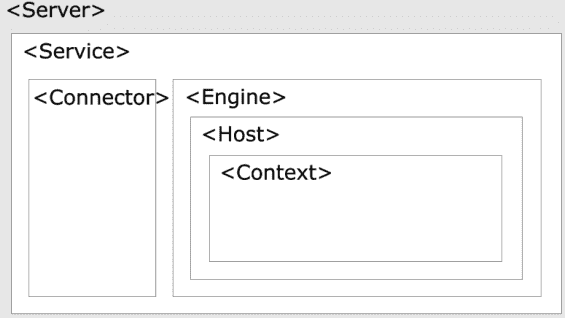 <Server>
<Service>
<Connector>
<Engine>
<Host>
<Context>